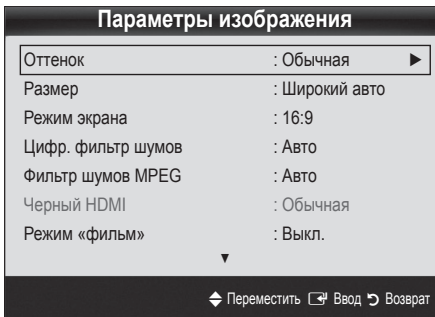 Параметры изображения
Оттенок : Обычная ►
Размер : Широкий авто
Режим экрана : 16:9
Цифр. фильтр шумов : Авто
Фильтр шумов MPEG : Авто
Черный HDMI : Обычная
Режим «фильм» : Выкл.
▼
Переместить Ввод Возврат